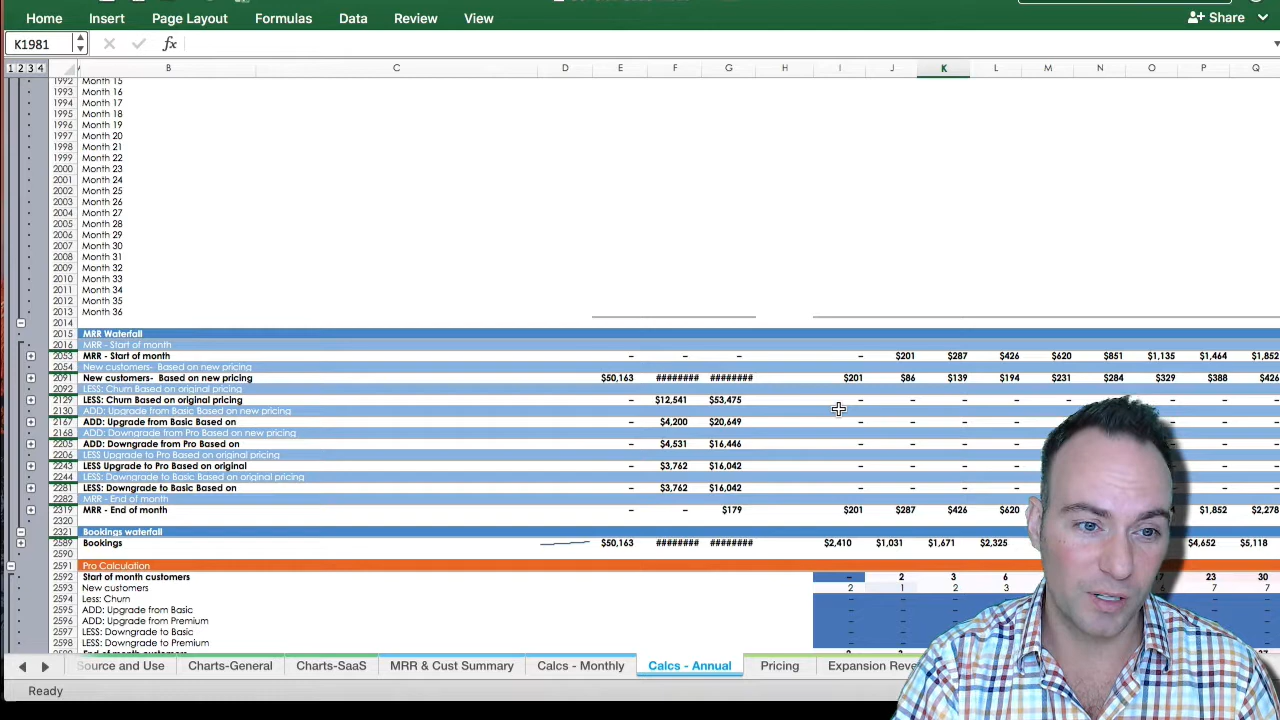 Home Insert Page Layout Formulas Data Review View Share
K1981 fx
1 2 3 4 B C D E F G H I J K L M N O P Q
1992 Month 15
1993 Month 16
1994 Month 17
1995 Month 18
1996 Month 19
1997 Month 20
1998 Month 21
1999 Month 22
2000 Month 23
2001 Month 24
2002 Month 25
2003 Month 26
2004 Month 27
2005 Month 28
2006 Month 29
2007 Month 30
2008 Month 31
2009 Month 32
2010 Month 33
2011 Month 34
2012 Month 35
2013 Month 36
2014
2015 MRR Waterfall
2016 MRR - Start of month
2053 MRR - Start of month – – – – $201 $287 $426 $620 $851 $1,135 $1,464 $1,852
2054 New customers- Based on new pricing
2091 New customers- Based on new pricing $50,163 ######## ######## $201 $86 $139 $194 $231 $284 $329 $388 $426
2092 LESS: Churn Based on original pricing
2129 LESS: Churn Based on original pricing – $12,541 $53,475 – – – – – – – – –
2130 ADD: Upgrade from Basic Based on new pricing
2167 ADD: Upgrade from Basic Based on – $4,200 $20,649 – – – – – –
2168 ADD: Downgrade from Pro Based on new pricing
2205 ADD: Downgrade from Pro Based on – $4,531 $16,446 – – – – –
2206 LESS Upgrade to Pro Based on original pricing
2243 LESS Upgrade to Pro Based on original – $3,762 $16,042 – – – – –
2244 LESS: Downgrade to Basic Based on original pricing
2281 LESS: Downgrade to Basic Based on – $3,762 $16,042 – – – – –
2282 MRR - End of month
2319 MRR - End of month – – $179 $201 $287 $426 $620 $1,852 $2,278
2320
2321 Bookings waterfall
2589 Bookings $50,163 ######## ######## $2,410 $1,031 $1,671 $2,325 $4,652 $5,118
2590
2591 Pro Calculation
2592 Start of month customers – 2 3 6 23 30
2593 New customers 2 1 2 3 7 7
2594 Less: Churn – – – – – –
2595 ADD: Upgrade from Basic – – – – – –
2596 ADD: Upgrade from Premium – – – – – –
2597 LESS: Downgrade to Basic – – – – – –
2598 LESS: Downgrade to Premium – – – – – –
Source and Use Charts-General Charts-SaaS MRR & Cust Summary Calcs - Monthly Calcs - Annual Pricing Expansion Reve
Ready